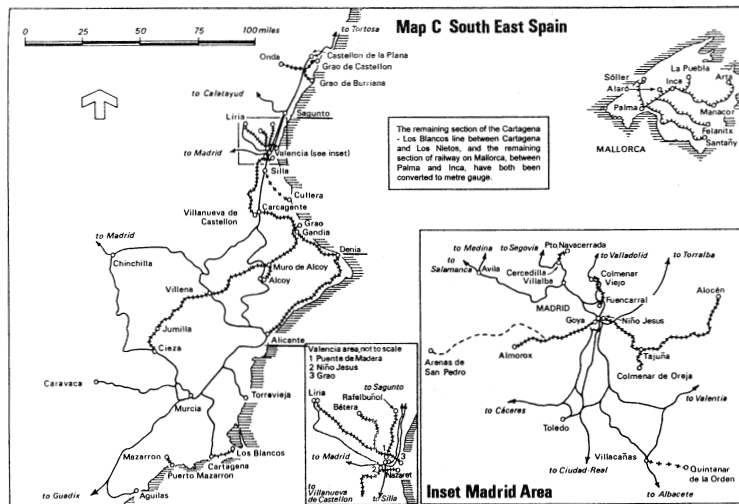 Map C South East Spain
0 25 50 75 100 miles
to Tortosa
Castellon de la Plana
Onda
Grao de Castellon
Grao de Burriana
to Calatayud
Sagunto
Liria
Valencia (see inset)
to Madrid
Silla
Cullera
Villanueva de
Castellon
Carcagente
Grao
Gandia
to Madrid
Denia
Chinchilla
Muro de Alcoy
Alcoy
Villena
Jumilla
Alicante
Cieza
Caravaca
Torrevieja
Murcia
Los Blancos
Mazarron
Cartagena
Puerto Mazarron
to Guadix
Aguilas
The remaining section of the Cartagena
- Los Blancos line between Cartagena
and Los Nietos, and the remaining
section of railway on Mallorca, between
Palma and Inca, have both been
converted to metre gauge.
La Puebla
Sóller
Inca
Arta
Alaró
Palma
Manacor
Felanitx
Santañy
MALLORCA
Valencia area, not to scale
1 Puente de Madera
2 Niño Jesus
3 Grao
to Sagunto
Liria
Rafelbuñol
Bétera
to Madrid
3
1
2
Nazaret
to
Villanueva
de Castellon
to Silla
to Medina
to Segovia
Pto Navacerrada
to Valladolid
to Torralba
to
Salamanca
Avila
Cercedilla
Villalba
Colmenar
Viejo
Alocén
MADRID
Fuencarral
Goya
Niño Jesus
Arenas de
San Pedro
Almorox
Tajuña
Colmenar de Oreja
to Cáceres
to Valentia
Toledo
Villacañas
to Ciudad-Real
Quintanar
de la Orden
to Albacete
Inset Madrid Area